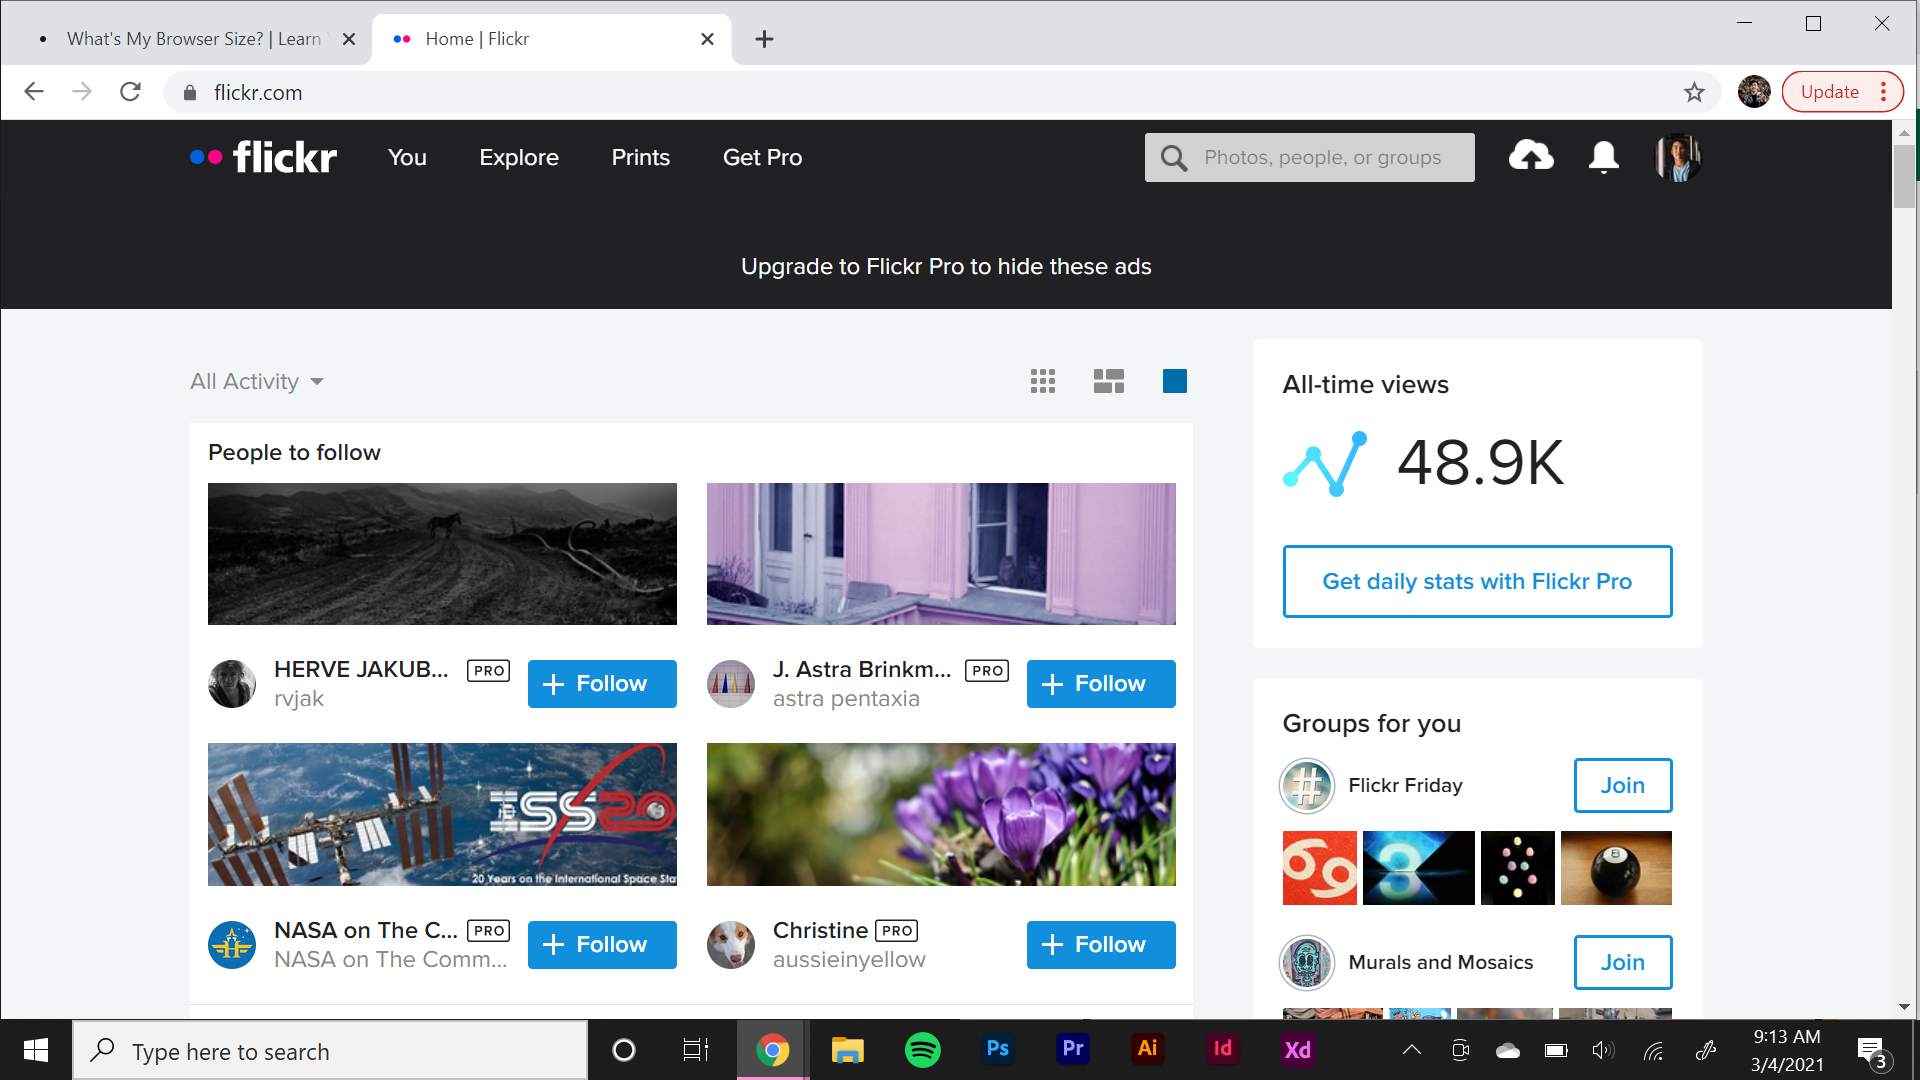 What's My Browser Size? | Learn
Home | Flickr
flickr.com
Update
flickr
You
Explore
Prints
Get Pro
Photos, people, or groups
Upgrade to Flickr Pro to hide these ads
All Activity
People to follow
HERVE JAKUB... PRO
rvjak
Follow
J. Astra Brinkm... PRO
astra pentaxia
Follow
ISS20
20 Years on the International Space Sta
NASA on The C... PRO
NASA on The Comm...
Follow
Christine PRO
aussieinyellow
Follow
All-time views
48.9K
Get daily stats with Flickr Pro
Groups for you
#
Flickr Friday
Join
69
8
Murals and Mosaics
Join
Type here to search
Ps
Pr
Ai
Id
Xd
9:13 AM
3/4/2021
3